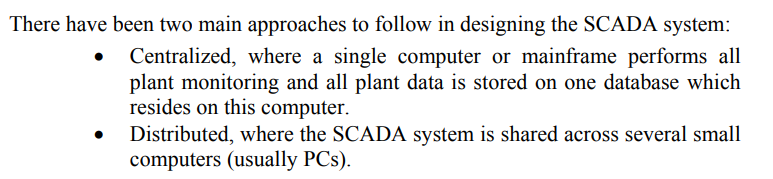 There have been two main approaches to follow in designing the SCADA system:
• Centralized, where a single computer or mainframe performs all
plant monitoring and all plant data is stored on one database which
resides on this computer.
• Distributed, where the SCADA system is shared across several small
computers (usually PCs).